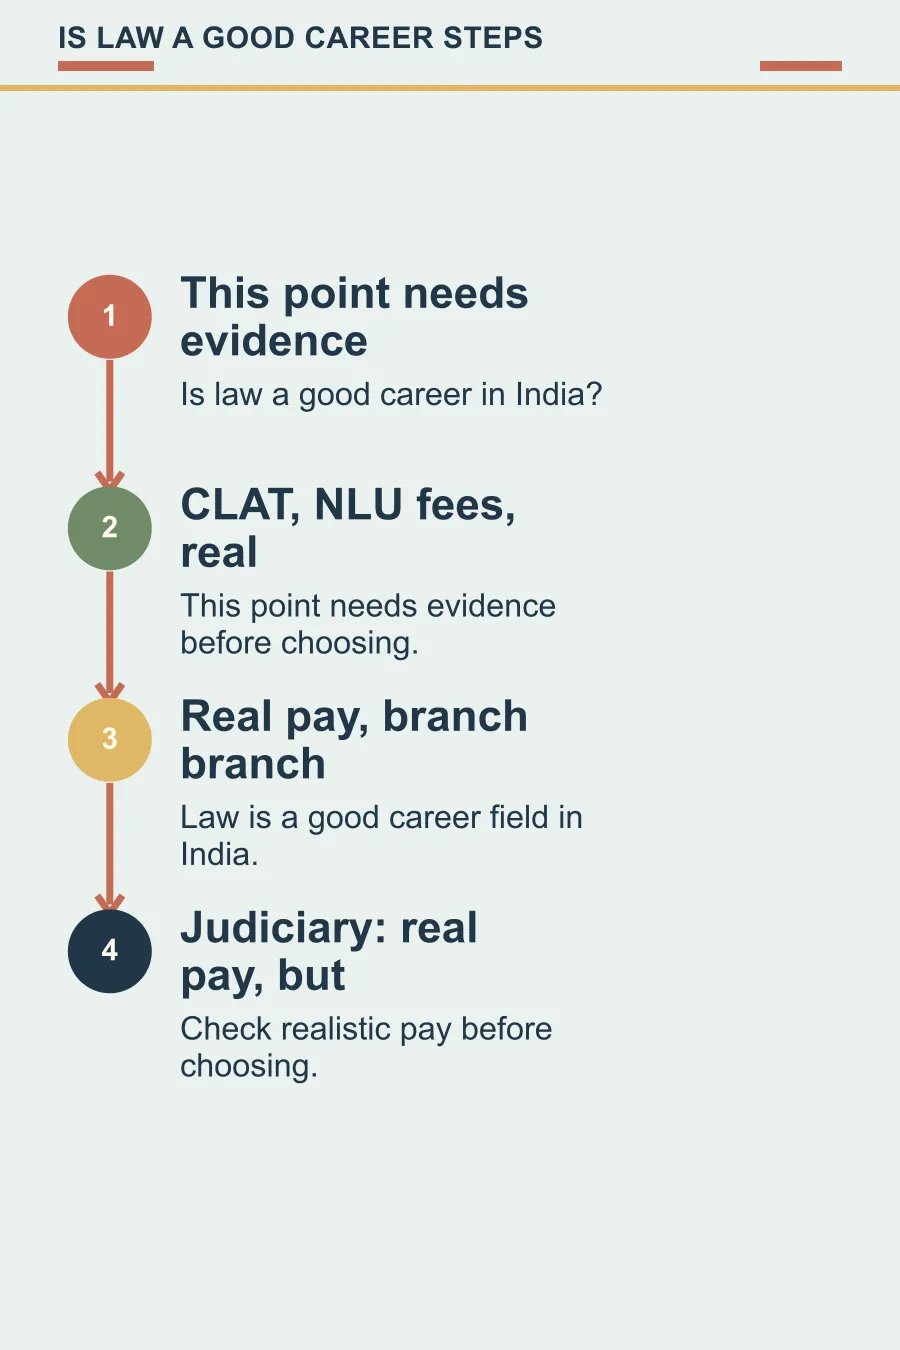 IS LAW A GOOD CAREER STEPS
1
This point needs
evidence
Is law a good career in India?
2
CLAT, NLU fees,
real
This point needs evidence
before choosing.
3
Real pay, branch
branch
Law is a good career field in
India.
4
Judiciary: real
pay, but
Check realistic pay before
choosing.